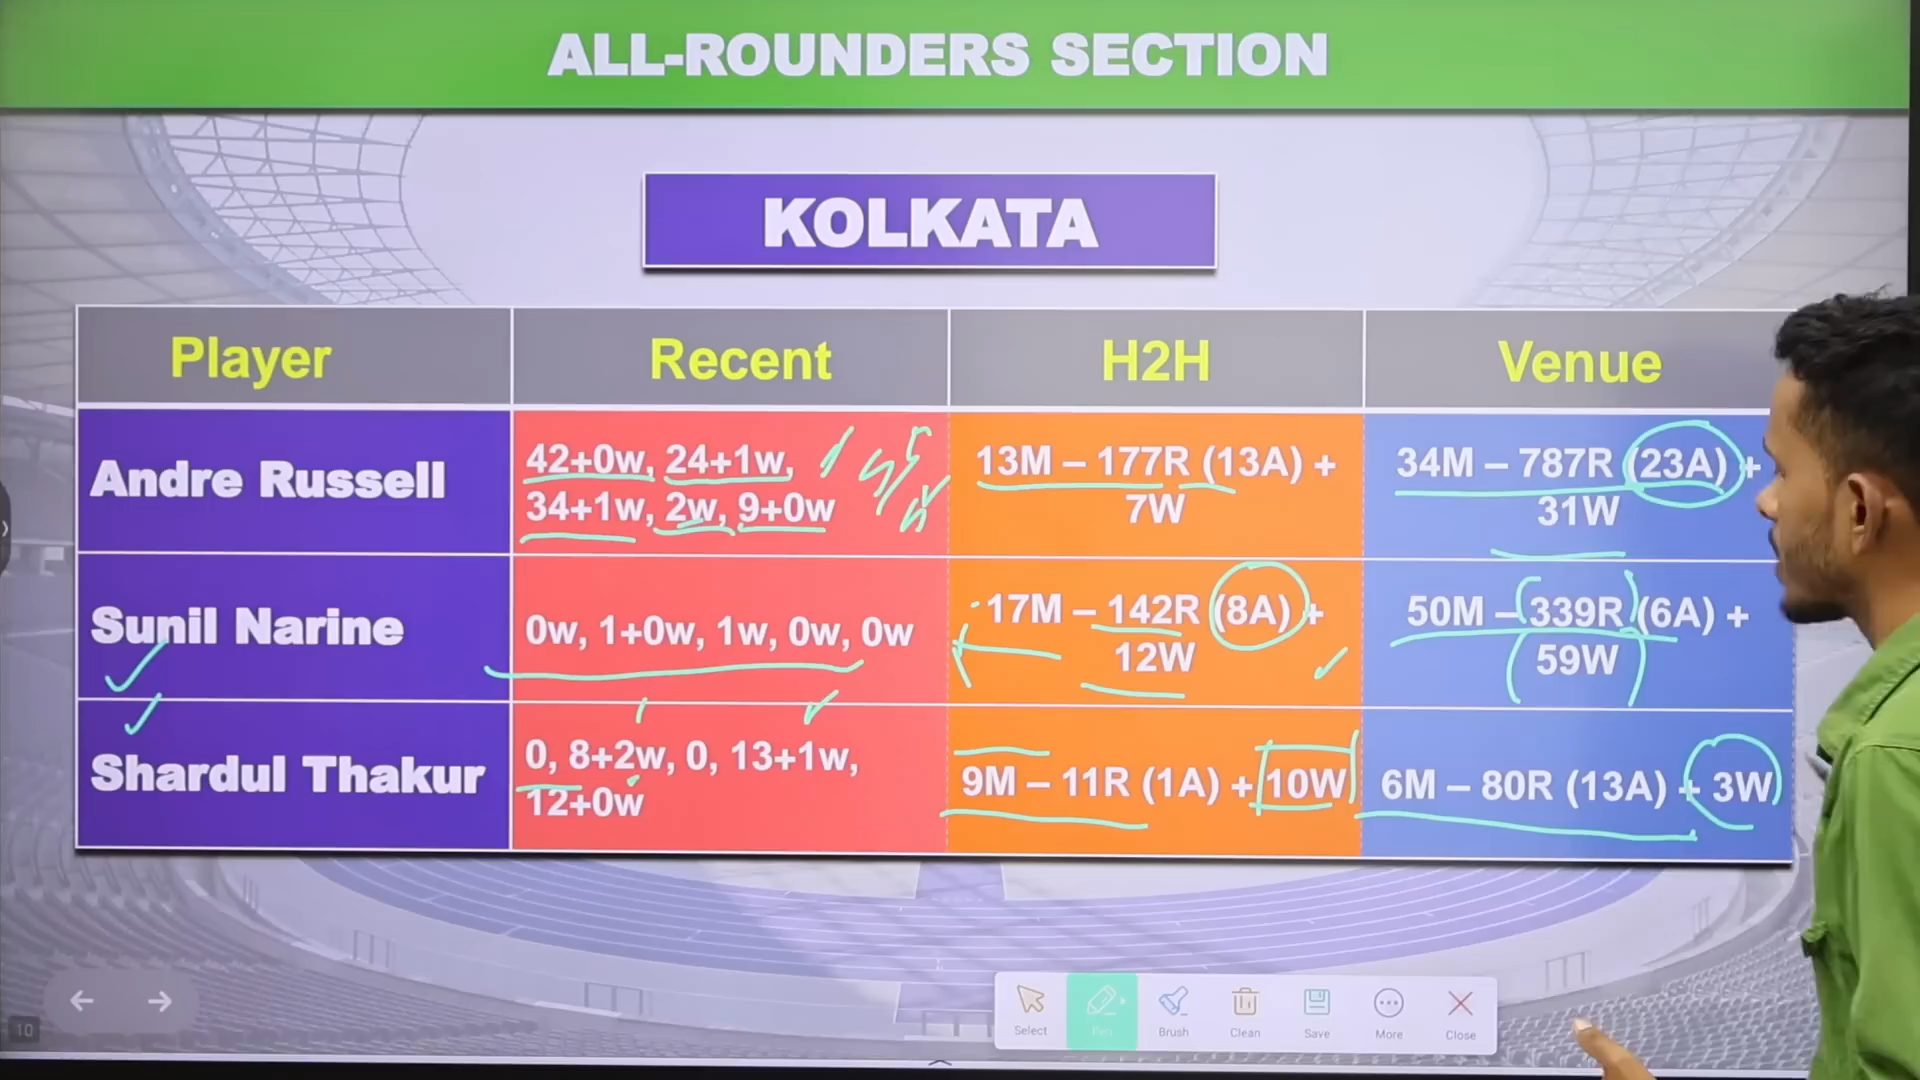 ALL-ROUNDERS SECTION
KOLKATA
Player Recent H2H Venue
Andre Russell
42+0w, 24+1w,
34+1w, 2w, 9+0w
13M – 177R (13A) +
7W
34M – 787R (23A) +
31W
Sunil Narine
0w, 1+0w, 1w, 0w, 0w
17M – 142R (8A) +
12W
50M – 339R (6A) +
59W
Shardul Thakur
0, 8+2w, 0, 13+1w,
12+0w
9M – 11R (1A) + 10W
6M – 80R (13A) + 3W
10
Select Pen Brush Clean Save More Close